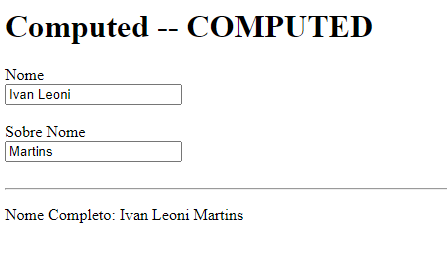 Computed -- COMPUTED
Nome
Ivan Leoni
Sobre Nome
Martins
Nome Completo: Ivan Leoni Martins